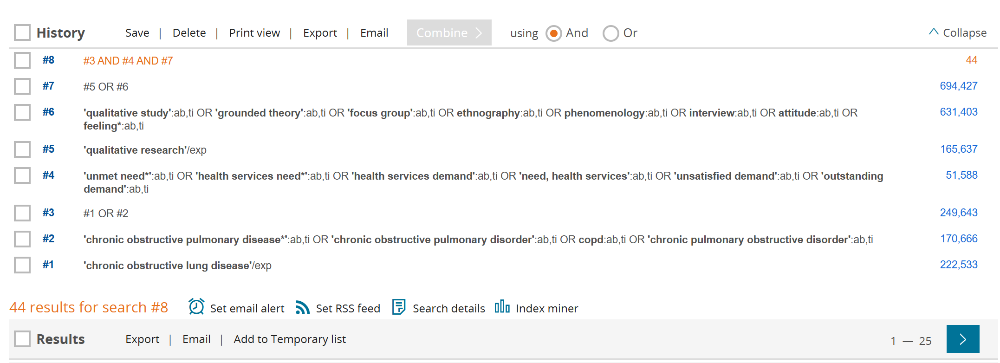 History Save | Delete | Print view | Export | Email Combine using And Or Collapse
#8 #3 AND #4 AND #7 44
#7 #5 OR #6 694,427
#6 'qualitative study':ab,ti OR 'grounded theory':ab,ti OR 'focus group':ab,ti OR ethnography:ab,ti OR phenomenology:ab,ti OR interview:ab,ti OR attitude:ab,ti OR 631,403
feeling*:ab,ti
#5 'qualitative research'/exp 165,637
#4 'unmet need*':ab,ti OR 'health services need*':ab,ti OR 'health services demand':ab,ti OR 'need, health services':ab,ti OR 'unsatisfied demand':ab,ti OR 'outstanding 51,588
demand':ab,ti
#3 #1 OR #2 249,643
#2 'chronic obstructive pulmonary disease*':ab,ti OR 'chronic obstructive pulmonary disorder':ab,ti OR copd:ab,ti OR 'chronic pulmonary obstructive disorder':ab,ti 170,666
#1 'chronic obstructive lung disease'/exp 222,533
44 results for search #8 Set email alert Set RSS feed Search details Index miner
Results Export | Email | Add to Temporary list 1 — 25